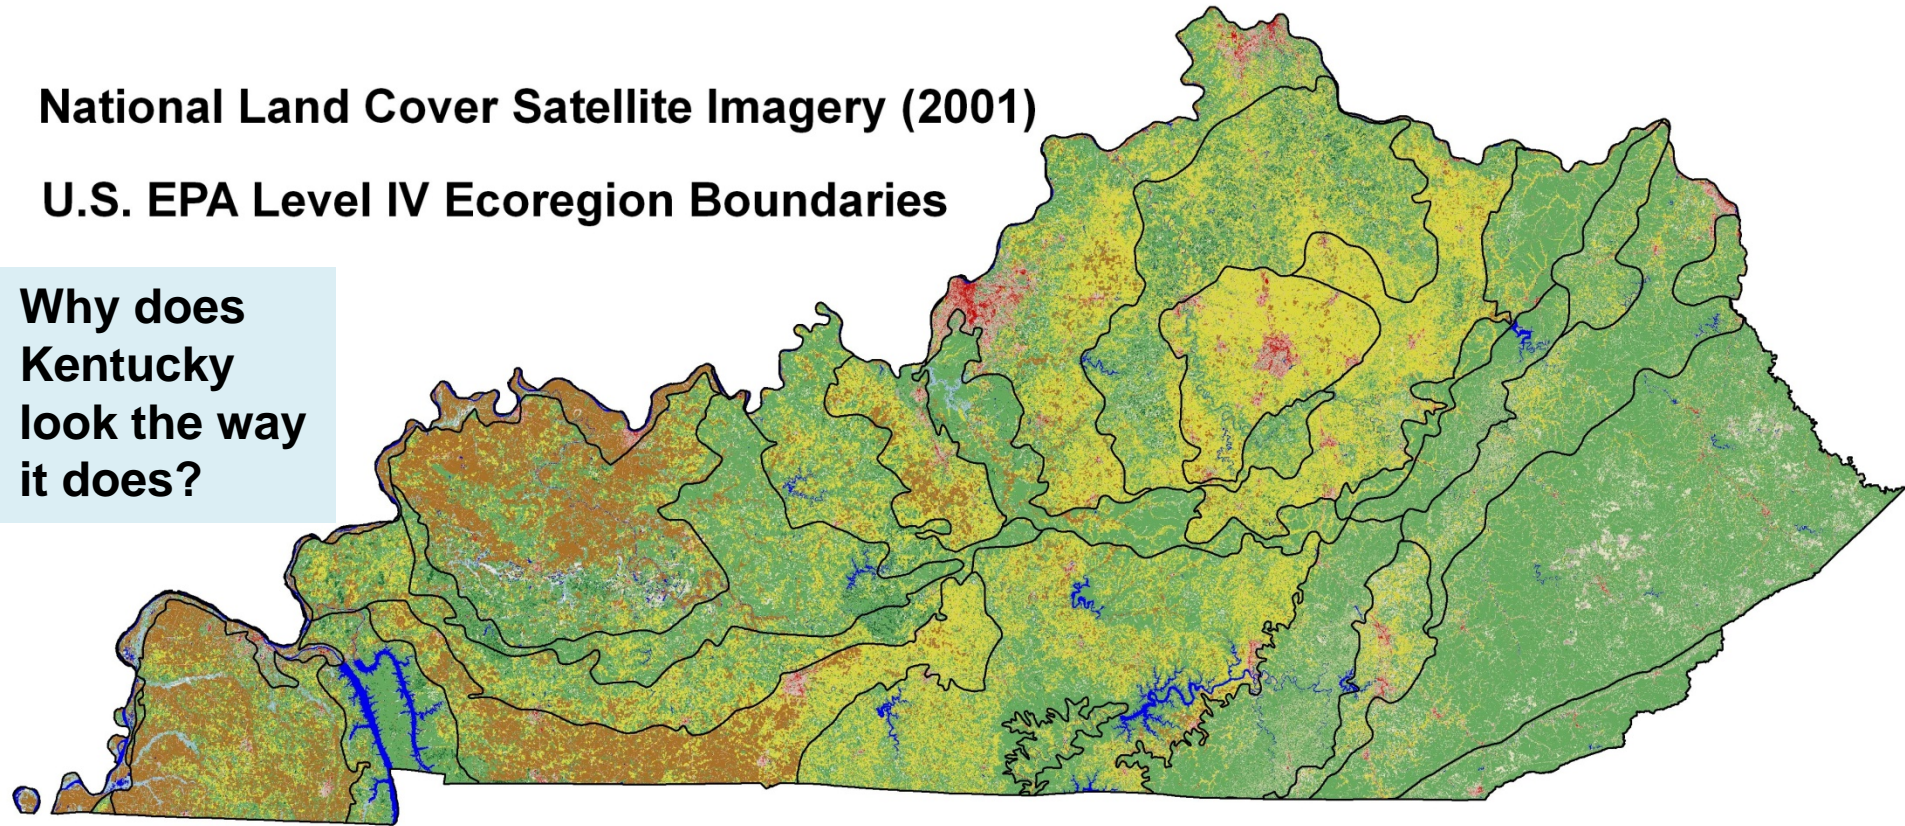 National Land Cover Satellite Imagery (2001)
U.S. EPA Level IV Ecoregion Boundaries
Why does
Kentucky
look the way
it does?